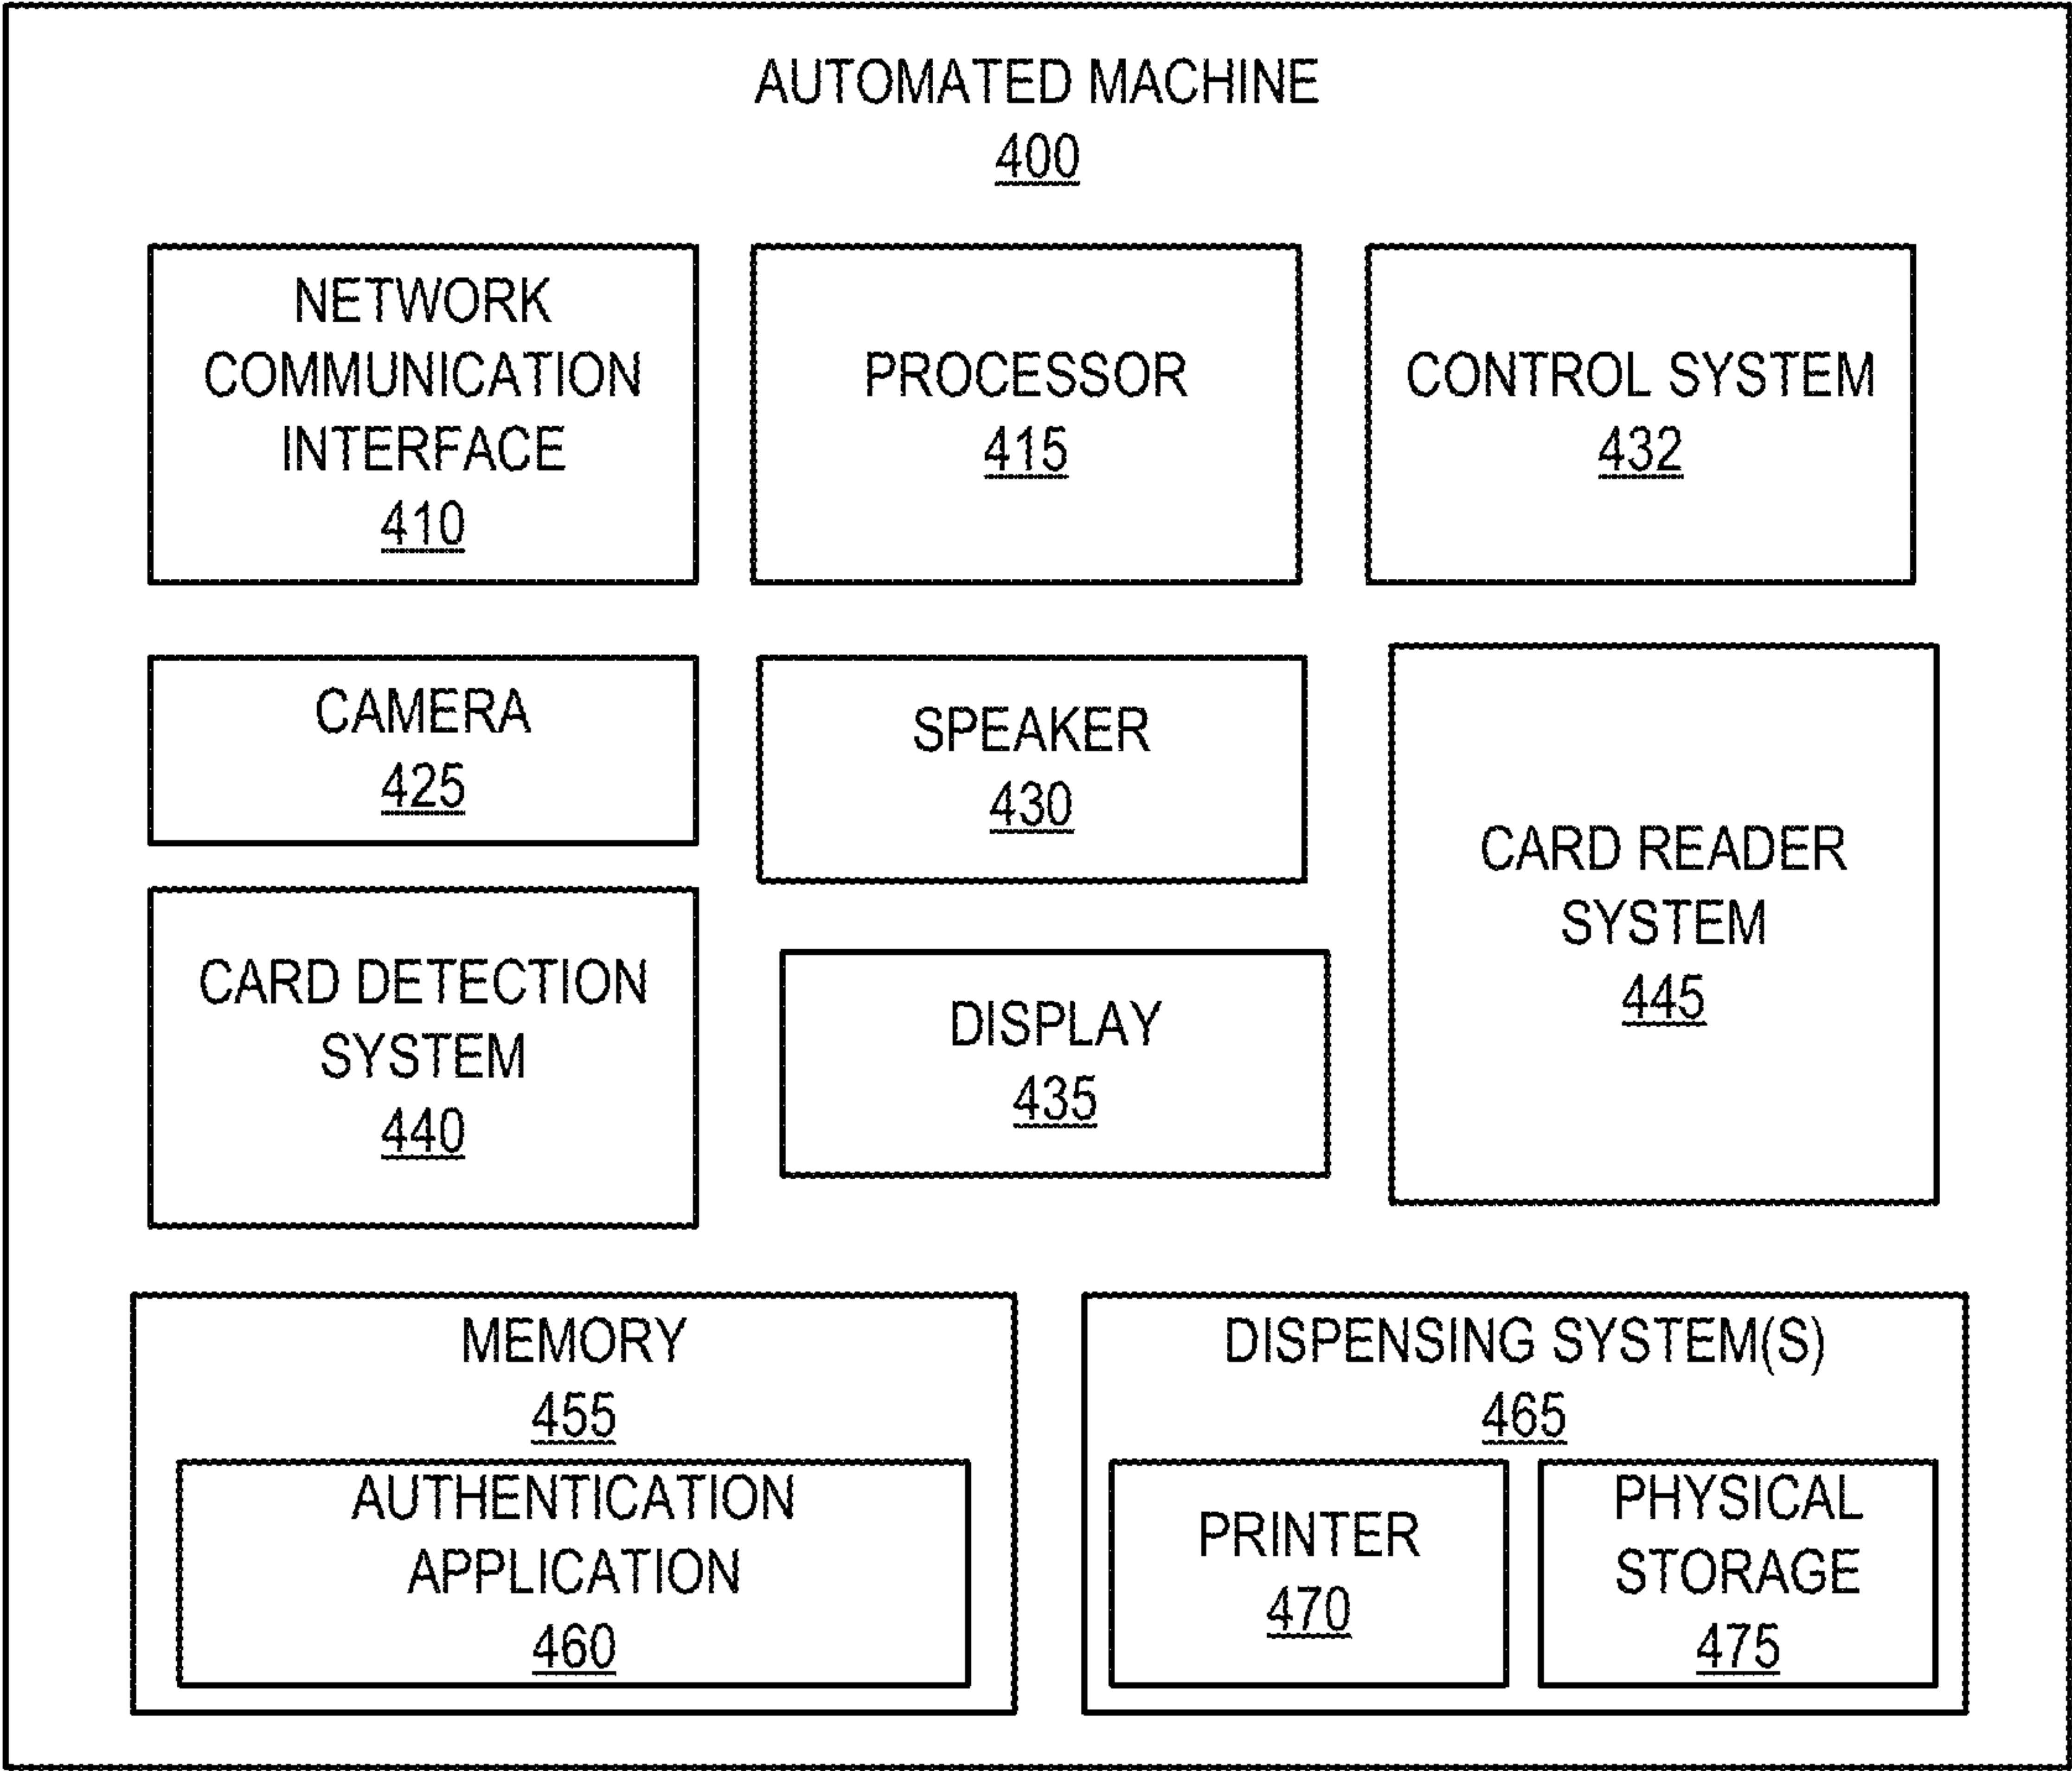 AUTOMATED MACHINE
400
NETWORK
COMMUNICATION
INTERFACE
410
PROCESSOR
415
CONTROL SYSTEM
432
CAMERA
425
SPEAKER
430
CARD READER
SYSTEM
445
CARD DETECTION
SYSTEM
440
DISPLAY
435
MEMORY
455
AUTHENTICATION
APPLICATION
460
DISPENSING SYSTEM(S)
465
PRINTER
470
PHYSICAL
STORAGE
475